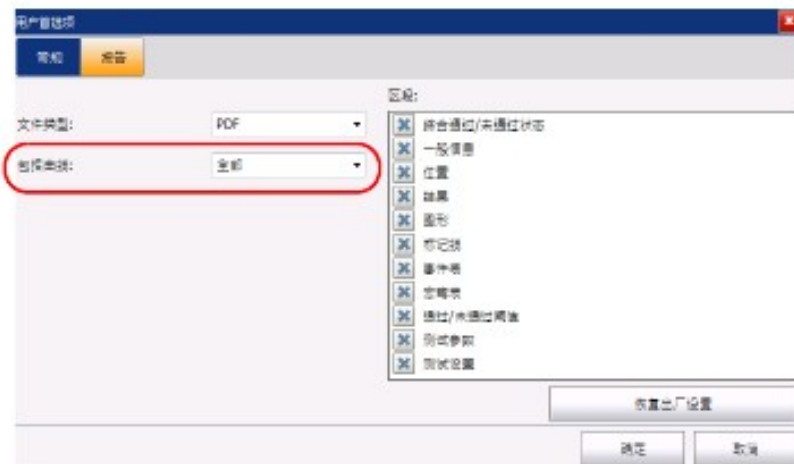 用户首选项
常规
报告
区段:
文件类型:
PDF
综合通过/未通过状态
包括曲线:
全部
一般信息
位置
结果
图形
标记线
事件表
宏弯表
通过/未通过阈值
测试参数
测试设置
恢复出厂设置
确定
取消